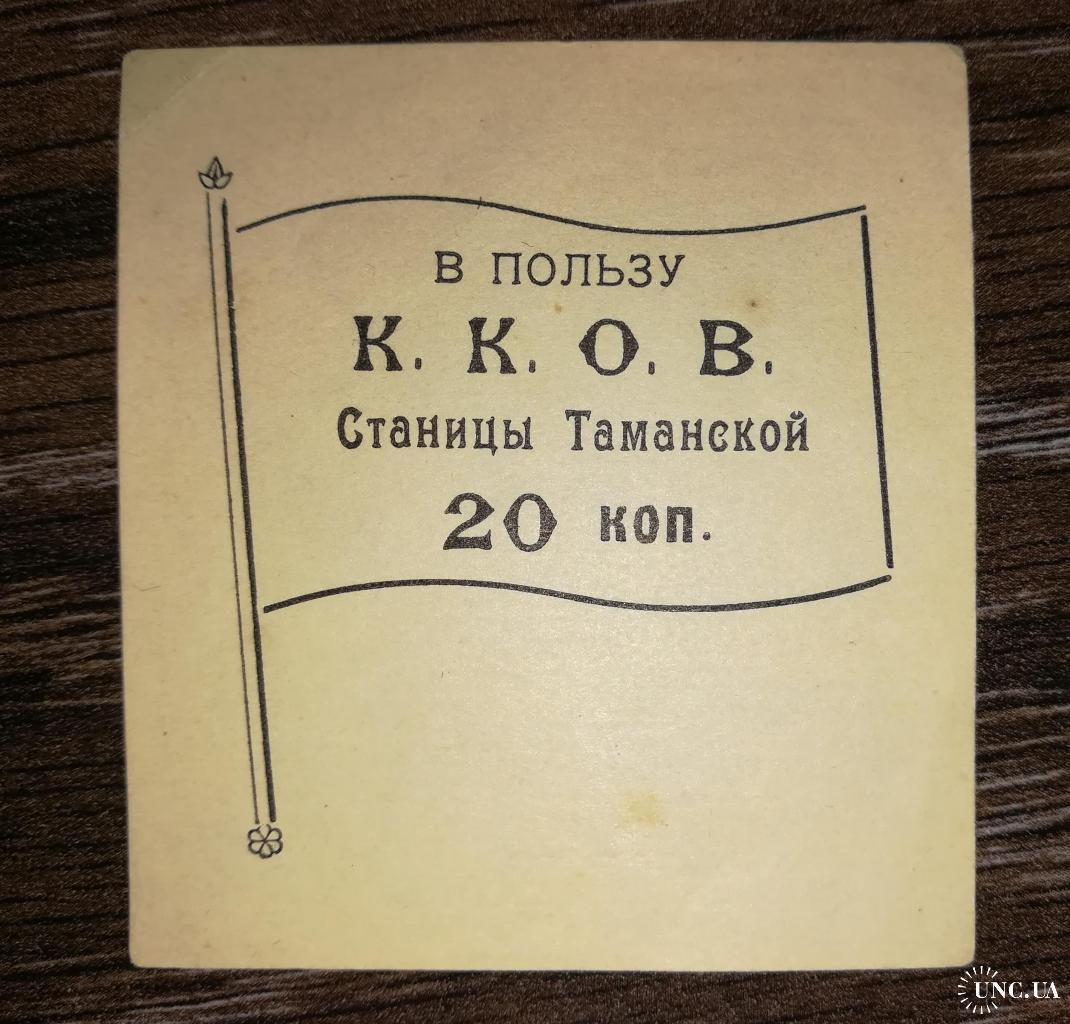 В ПОЛЬЗУ
К. К. О. В.
Станицы Таманской
20 коп.
UNC.UA